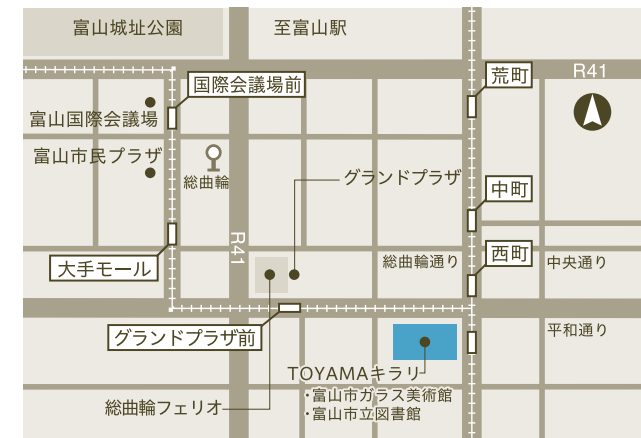 富山城址公園
至富山駅
R41
荒町
国際会議場前
富山国際会議場
富山市民プラザ
総曲輪
グランドプラザ
中町
R41
西町
総曲輪通り
中央通り
大手モール
グランドプラザ前
平和通り
TOYAMAキラリ
・富山市ガラス美術館
・富山市立図書館
総曲輪フェリオ